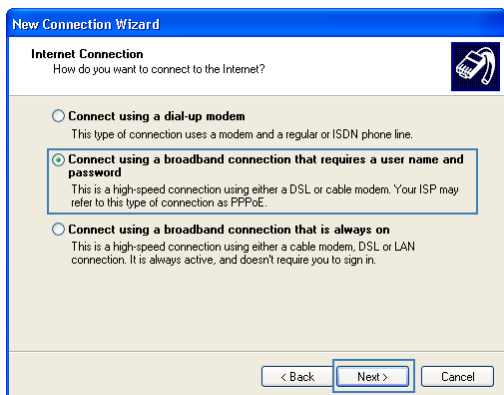 New Connection Wizard
Internet Connection
How do you want to connect to the Internet?
Connect using a dial-up modem
This type of connection uses a modem and a regular or ISDN phone line.
Connect using a broadband connection that requires a user name and
password
This is a high-speed connection using either a DSL or cable modem. Your ISP may
refer to this type of connection as PPPoE.
Connect using a broadband connection that is always on
This is a high-speed connection using either a cable modem, DSL or LAN
connection. It is always active, and doesn't require you to sign in.
< Back Next > Cancel